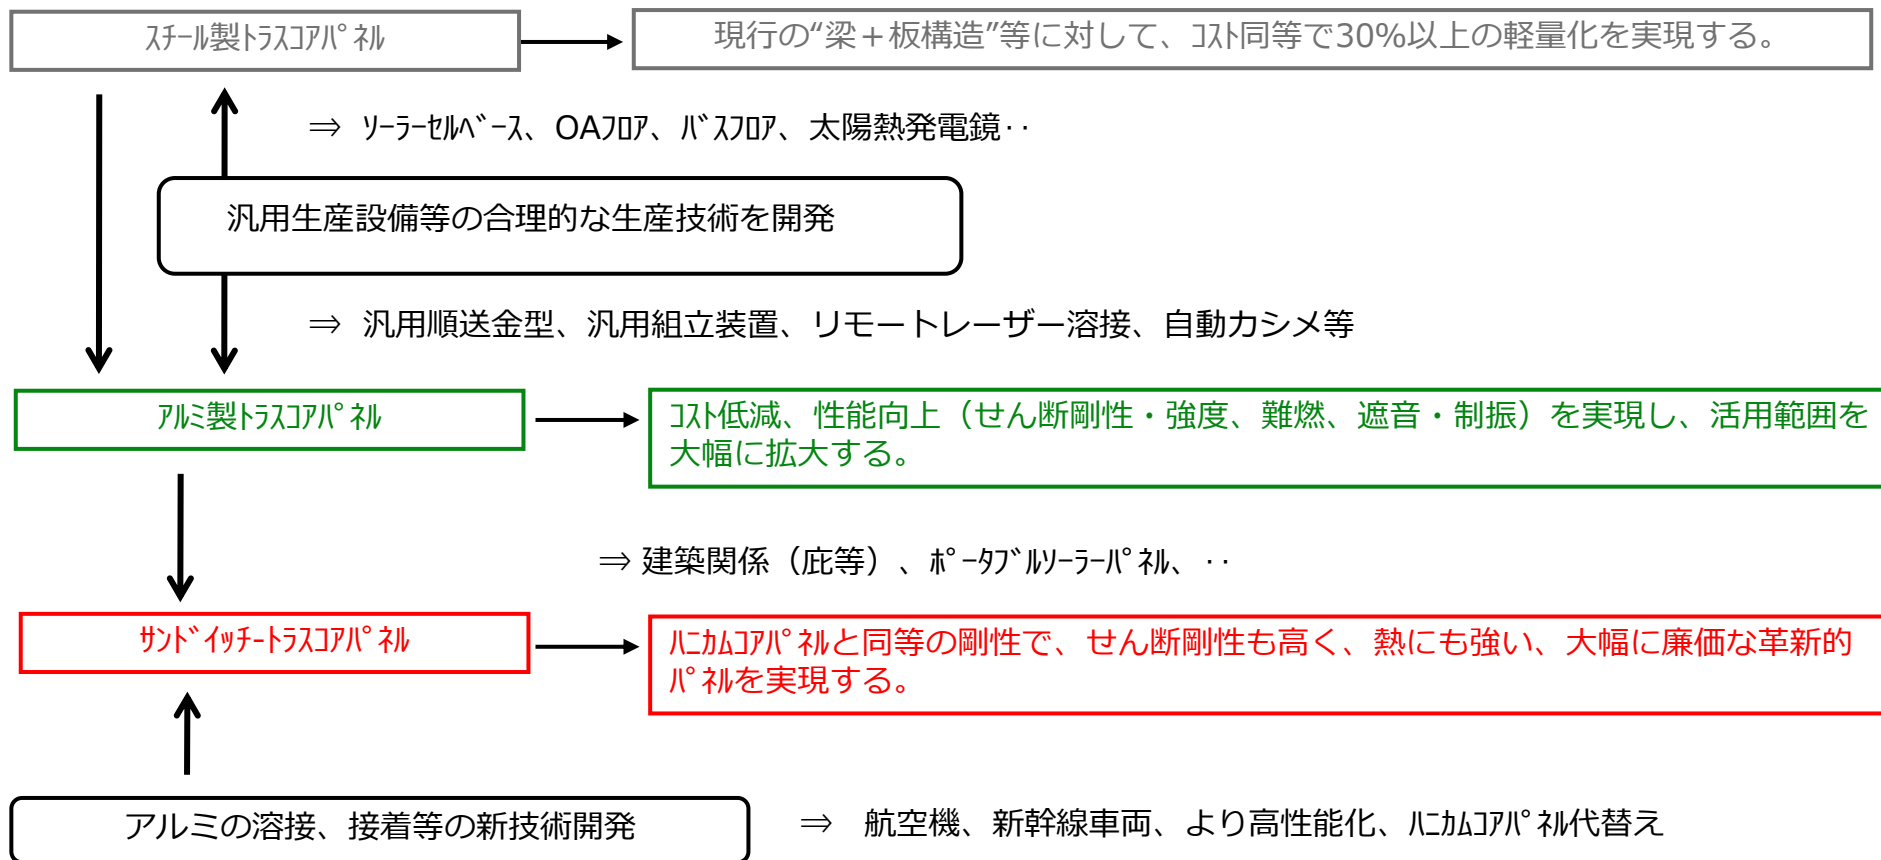 ｽﾁｰﾙ製ﾄﾗｽｺｱﾊﾟﾈﾙ
現行の“梁＋板構造”等に対して、ｺｽﾄ同等で30%以上の軽量化を実現する。
⇒ ｿｰﾗｰｾﾙﾍﾞｰｽ、OAﾌﾛｱ、ﾊﾞｽﾌﾛｱ、太陽熱発電鏡‥
汎用生産設備等の合理的な生産技術を開発
⇒ 汎用順送金型、汎用組立装置、リモートレーザー溶接、自動カシメ等
ｱﾙﾐ製ﾄﾗｽｺｱﾊﾟﾈﾙ
ｺｽﾄ低減、性能向上（せん断剛性・強度、難燃、遮音・制振）を実現し、活用範囲を
大幅に拡大する。
⇒ 建築関係（庇等）、ﾎﾟｰﾀﾌﾞﾙｿｰﾗｰﾊﾟﾈﾙ、‥
ｻﾝﾄﾞｲｯﾁｰﾄﾗｽｺｱﾊﾟﾈﾙ
ﾊﾆｶﾑｺｱﾊﾟﾈﾙと同等の剛性で、せん断剛性も高く、熱にも強い、大幅に廉価な革新的
ﾊﾟﾈﾙを実現する。
アルミの溶接、接着等の新技術開発
⇒ 航空機、新幹線車両、より高性能化、ﾊﾆｶﾑｺｱﾊﾟﾈﾙ代替え